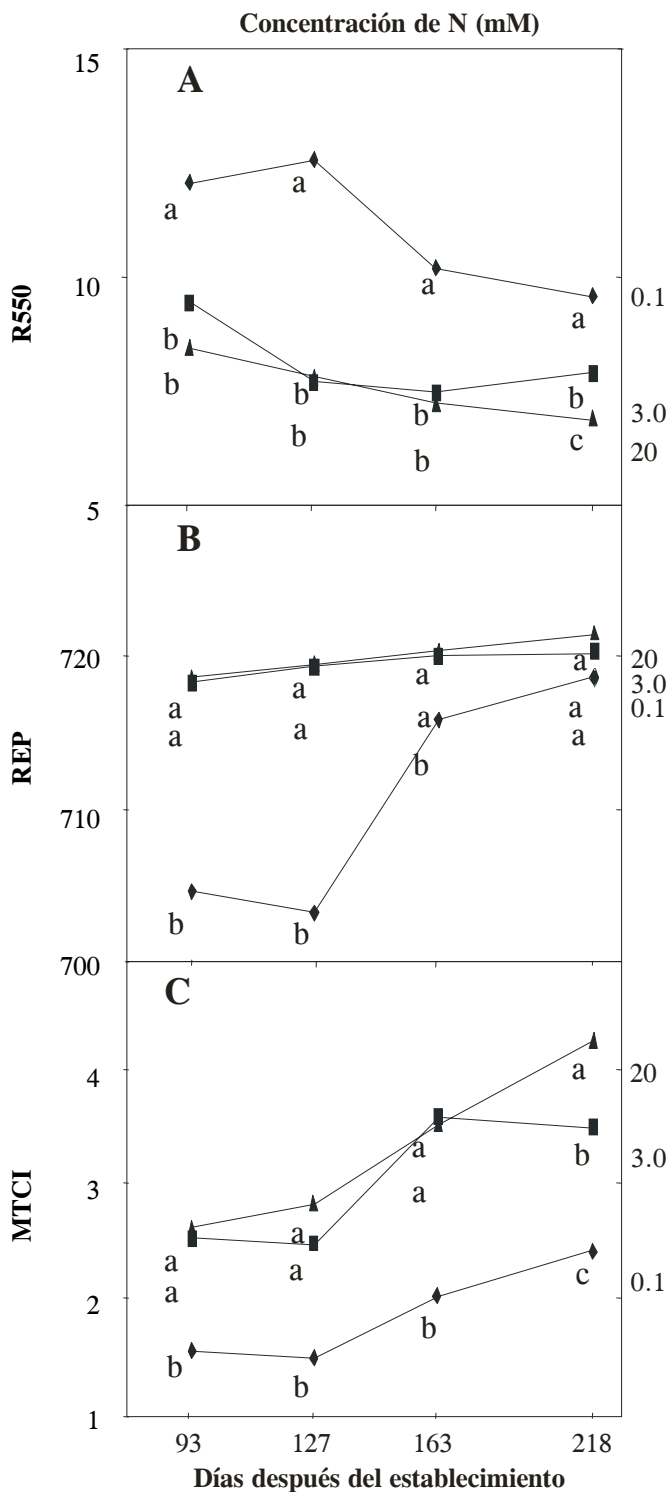 Concentración de N (mM)
15
A
a
a
10
a
0.1
R550
b
a
b
b
b
b
3.0
b
b
c
20
5
B
720
a
20
a
a
3.0
a
a
a
0.1
a
a
a
b
REP
710
b
b
700
C
4
a
20
a
b
3.0
MTCI
3
a
a
a
a
a
2
c
0.1
b
b
b
1
93 127 163 218
Días después del establecimiento